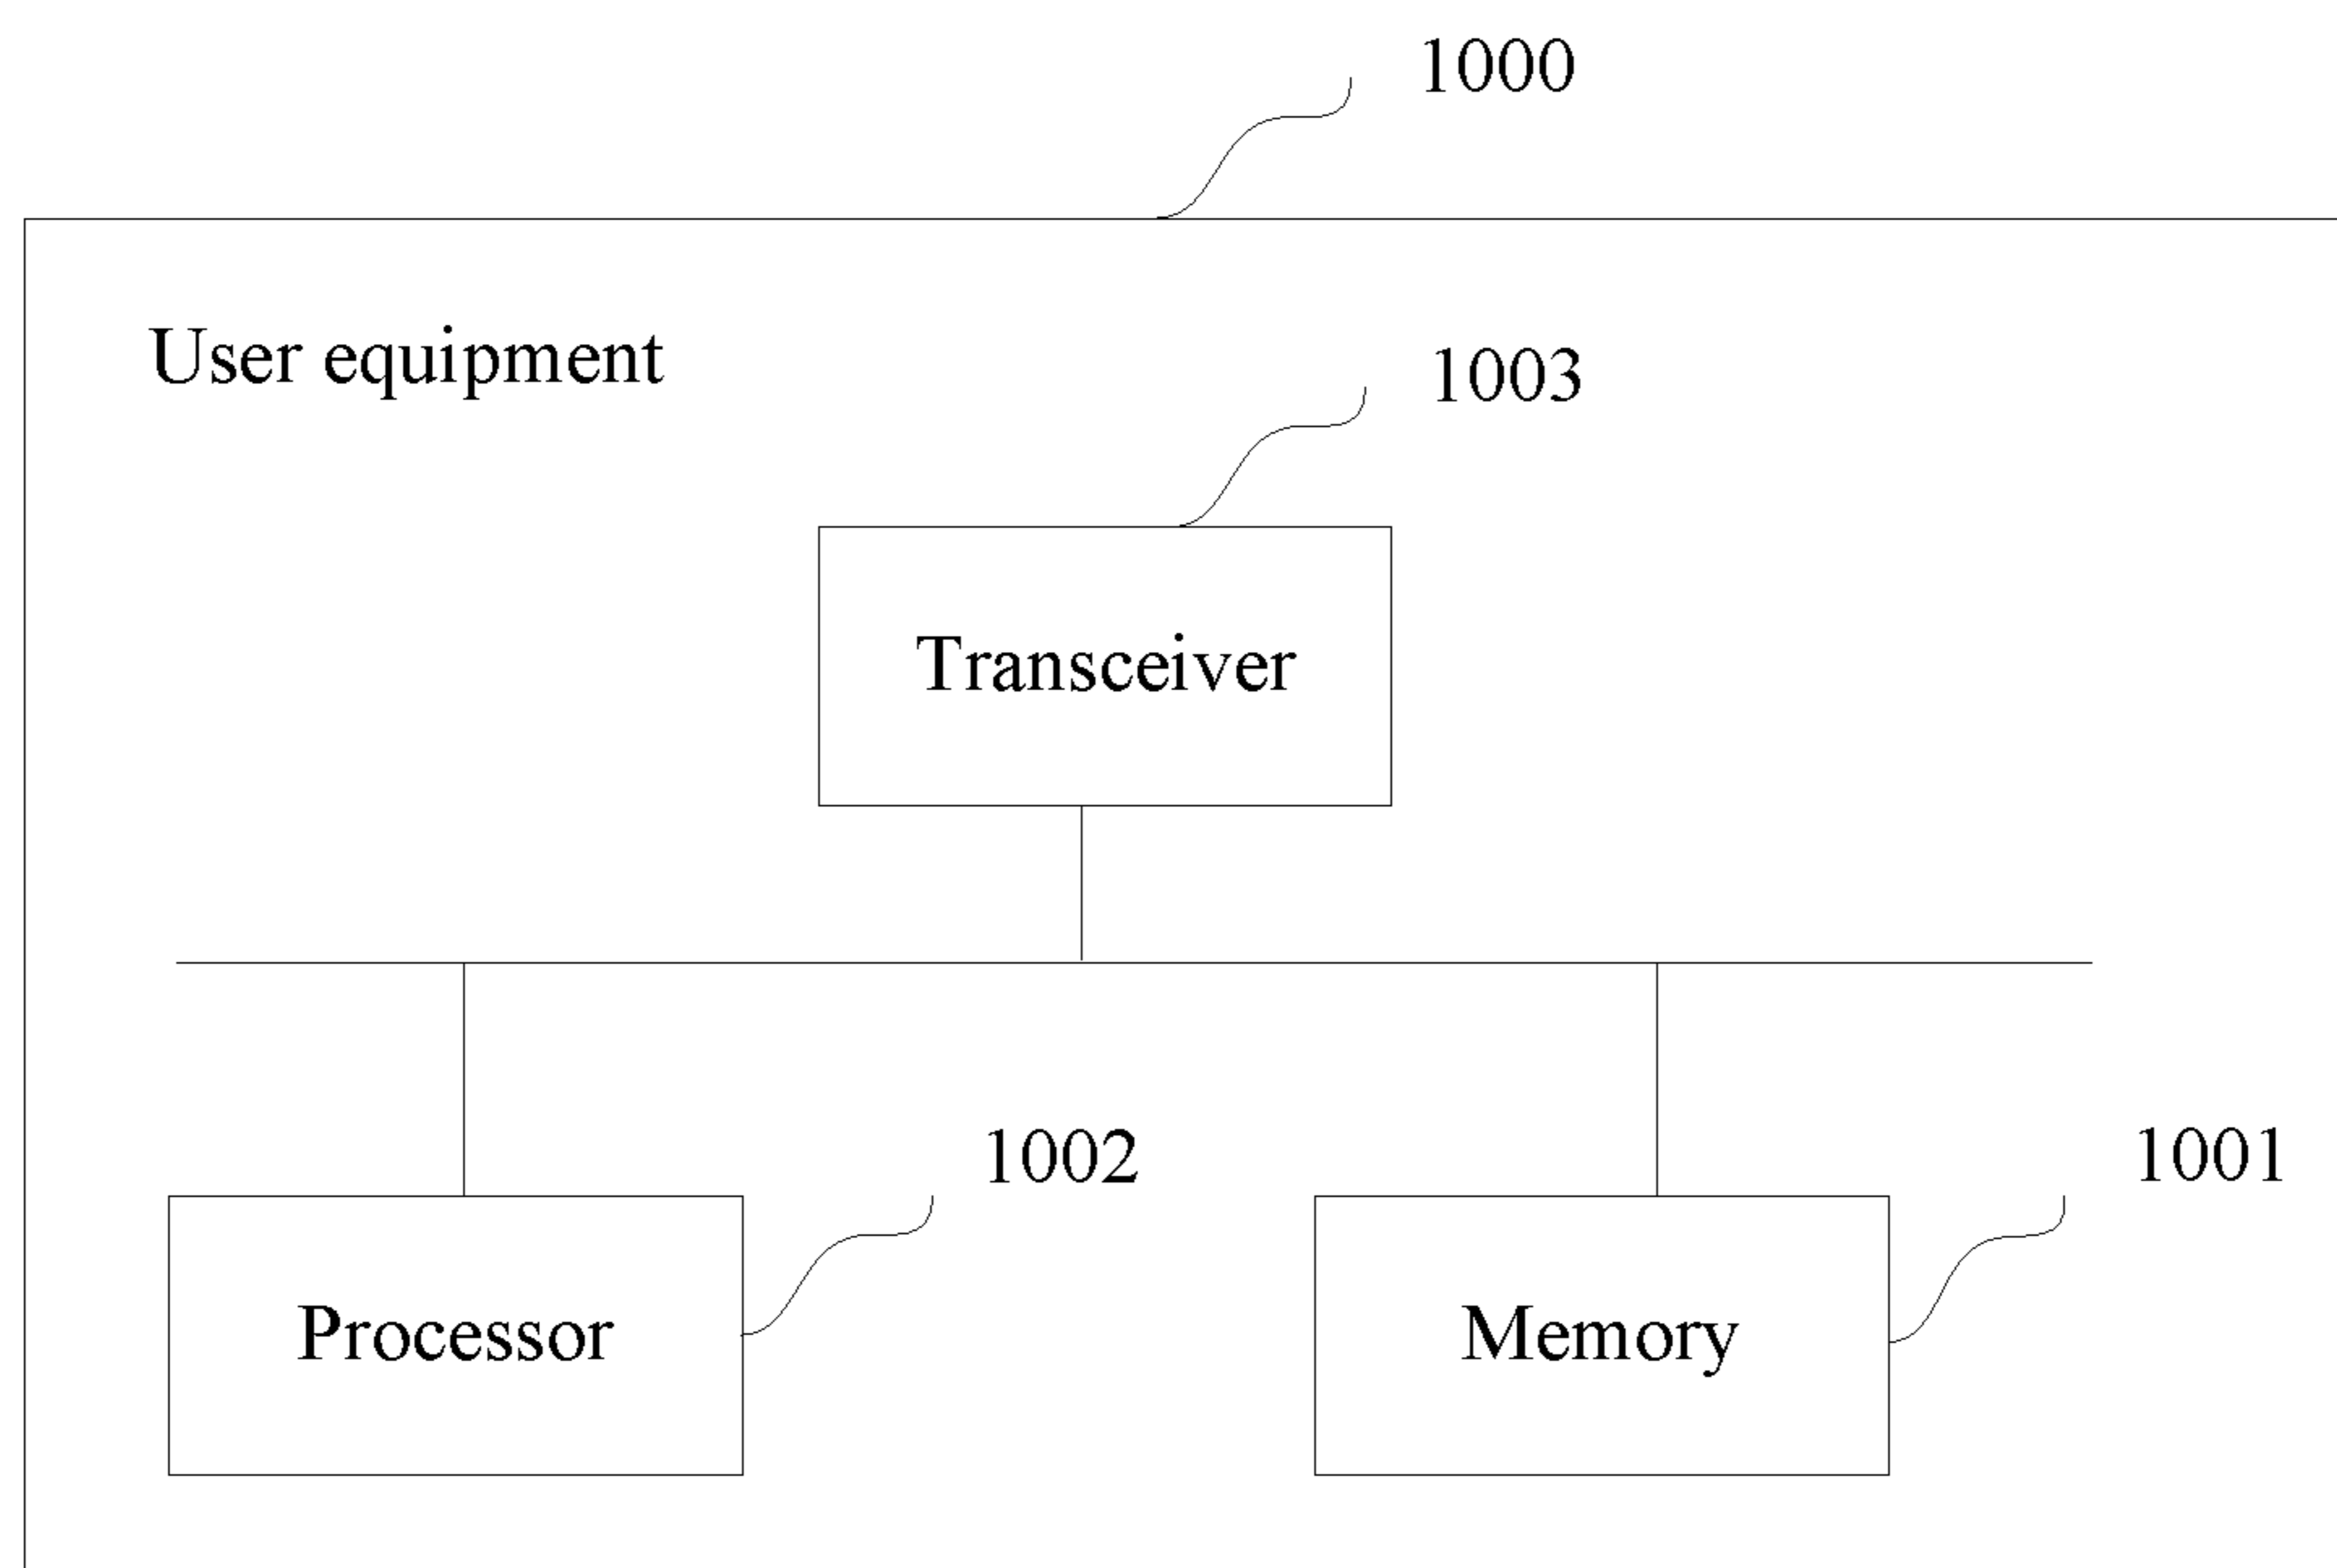 1000
User equipment
1003
Transceiver
1002
1001
Processor
Memory